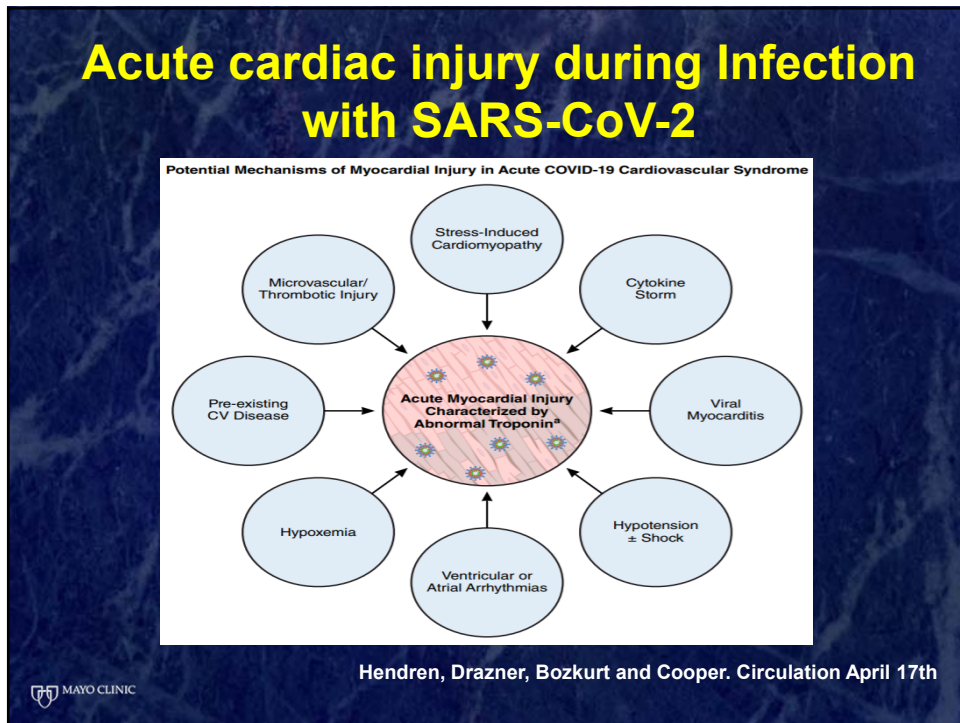 Acute cardiac injury during Infection
with SARS-CoV-2
Potential Mechanisms of Myocardial Injury in Acute COVID-19 Cardiovascular Syndrome
Stress-Induced
Cardiomyopathy
Microvascular/
Thrombotic Injury
Cytokine
Storm
Pre-existing
CV Disease
Acute Myocardial Injury
Characterized by
Abnormal Troponinᵃ
Viral
Myocarditis
Hypoxemia
Hypotension
± Shock
Ventricular or
Atrial Arrhythmias
Hendren, Drazner, Bozkurt and Cooper. Circulation April 17th
MAYO CLINIC